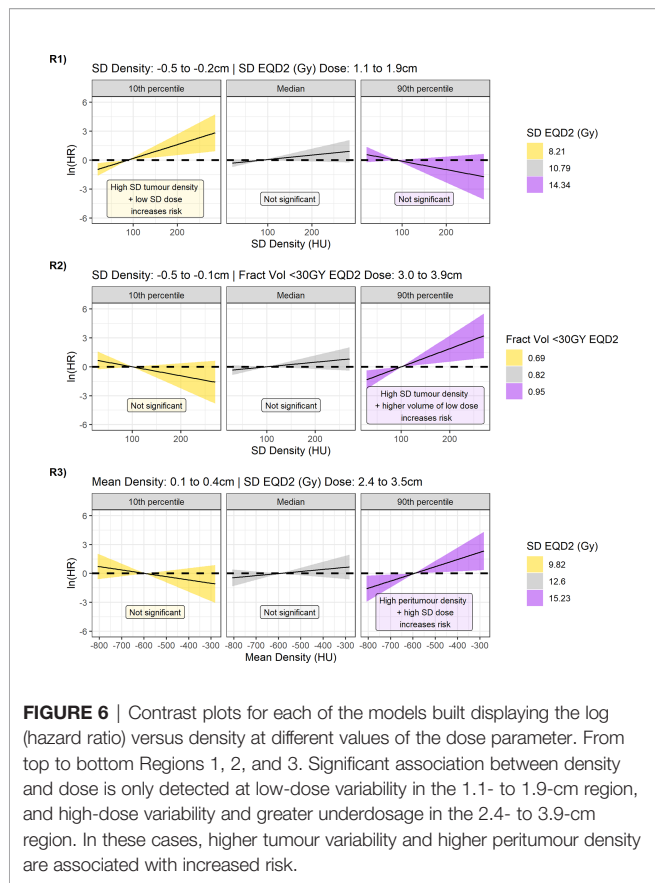 R1)
SD Density: -0.5 to -0.2cm | SD EQD2 (Gy) Dose: 1.1 to 1.9cm
10th percentile
Median
90th percentile
ln(HR)
6
3
0
-3
-6
High SD tumour density
+ low SD dose
increases risk
Not significant
Not significant
100 200
100 200
100 200
SD Density (HU)
SD EQD2 (Gy)
8.21
10.79
14.34
R2)
SD Density: -0.5 to -0.1cm | Fract Vol <30GY EQD2 Dose: 3.0 to 3.9cm
10th percentile
Median
90th percentile
ln(HR)
6
3
0
-3
-6
Not significant
Not significant
High SD tumour density
+ higher volume of low dose
increases risk
100 200
100 200
100 200
SD Density (HU)
Fract Vol <30GY EQD2
0.69
0.82
0.95
R3)
Mean Density: 0.1 to 0.4cm | SD EQD2 (Gy) Dose: 2.4 to 3.5cm
10th percentile
Median
90th percentile
ln(HR)
6
3
0
-3
-6
Not significant
Not significant
High peritumour density
+ high SD dose
increases risk
-800 -700 -600 -500 -400 -300
-800 -700 -600 -500 -400 -300
-800 -700 -600 -500 -400 -300
Mean Density (HU)
SD EQD2 (Gy)
9.82
12.6
15.23
FIGURE 6 | Contrast plots for each of the models built displaying the log
(hazard ratio) versus density at different values of the dose parameter. From
top to bottom Regions 1, 2, and 3. Significant association between density
and dose is only detected at low-dose variability in the 1.1- to 1.9-cm region,
and high-dose variability and greater underdosage in the 2.4- to 3.9-cm
region. In these cases, higher tumour variability and higher peritumour density
are associated with increased risk.